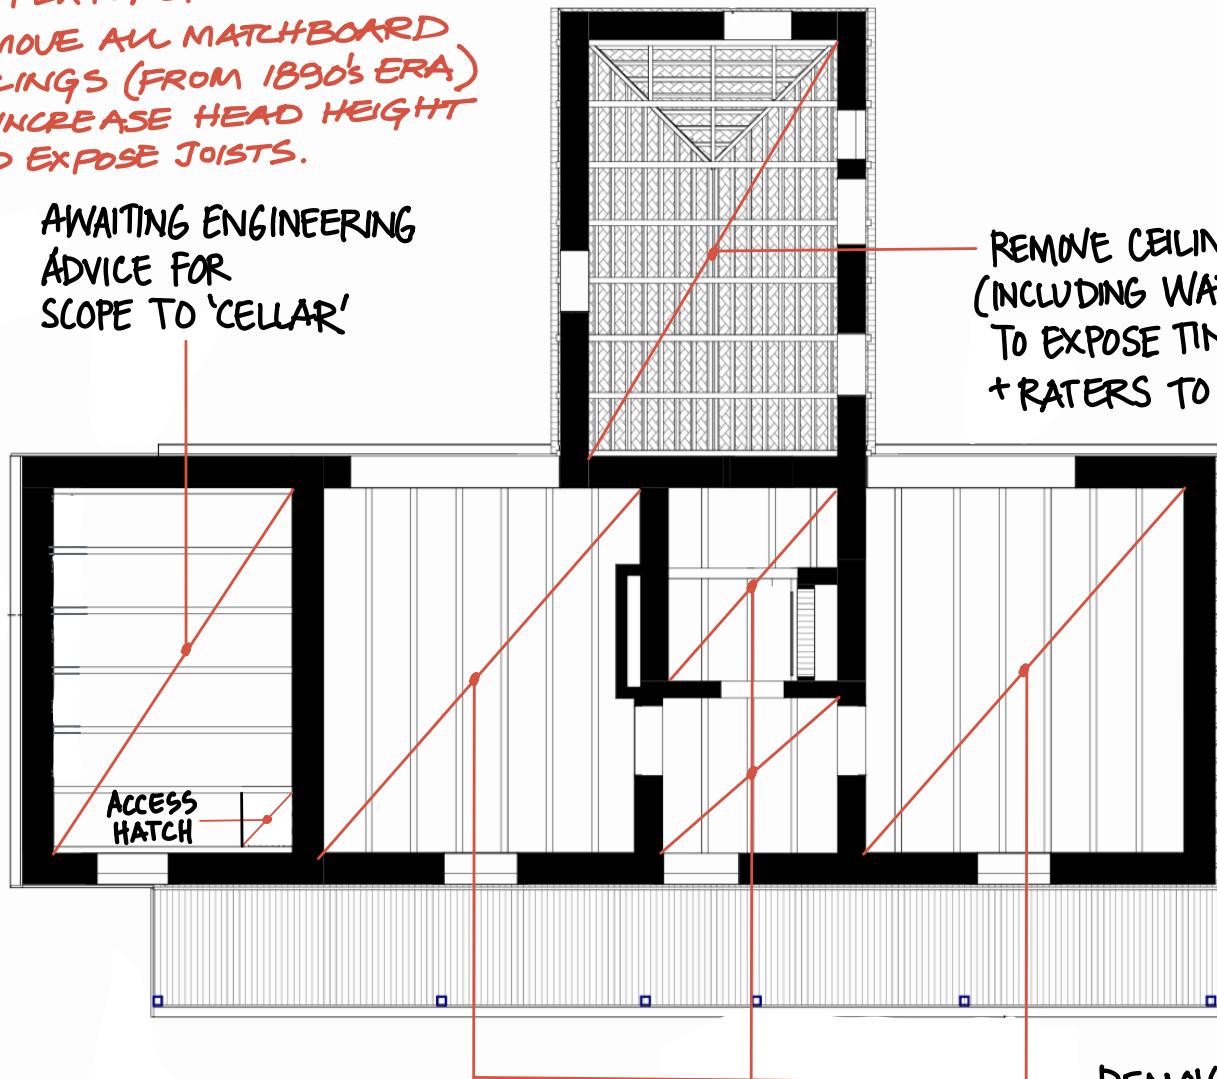 MOVE ALL MATCHBOARD
LINGS (FROM 1890's ERA)
INCREASE HEAD HEIGHT
EXPOSE JOISTS.
AWAITING ENGINEERING
ADVICE FOR
SCOPE TO 'CELLAR'
REMOVE CEILIN
(INCLUDING WA
TO EXPOSE TIM
+ RATERS TO
ACCESS
HATCH